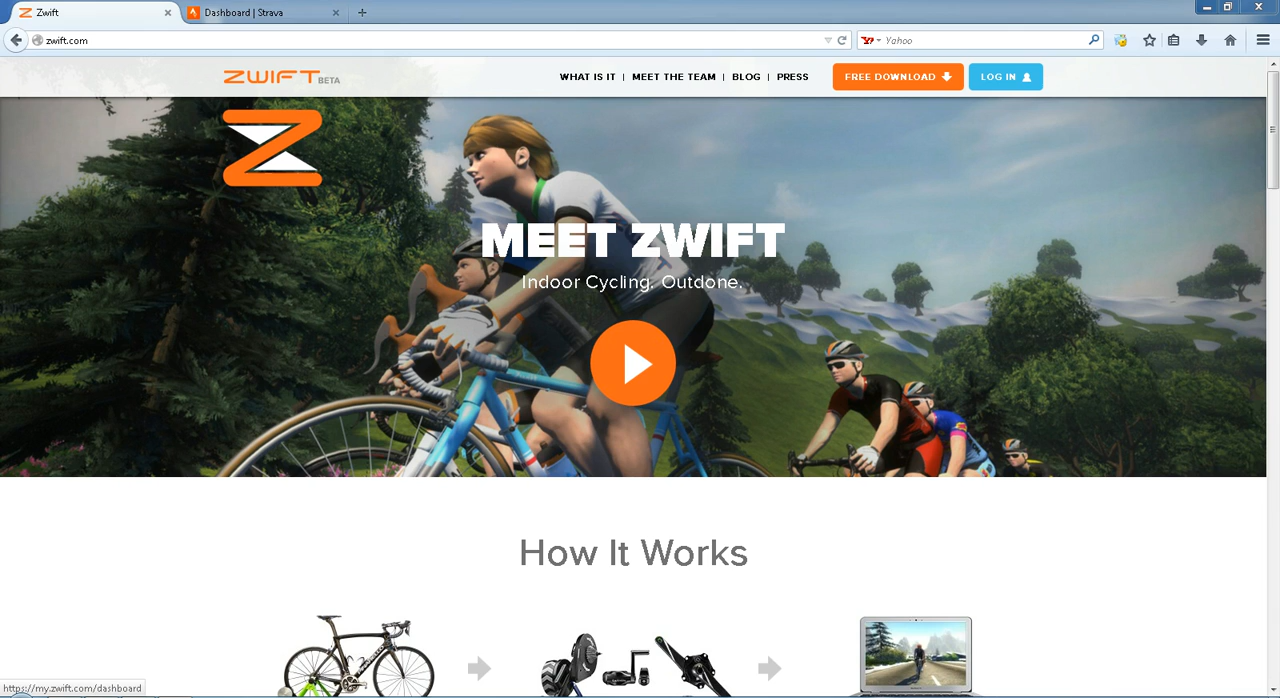 Zwift
Dashboard | Strava
zwift.com
Yahoo
ZWIFT BETA
WHAT IS IT | MEET THE TEAM | BLOG | PRESS
FREE DOWNLOAD
LOG IN
MEET ZWIFT
Indoor Cycling. Outdone.
How It Works
https://my.zwift.com/dashboard